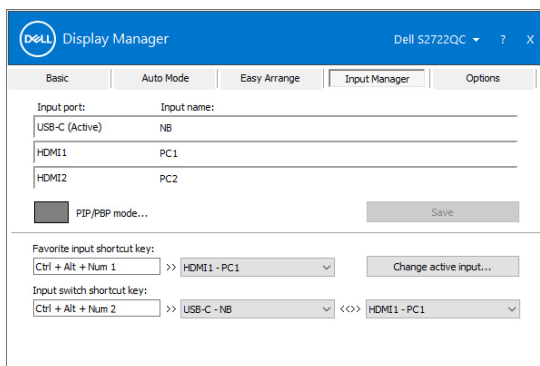 DELL Display Manager Dell S2722QC ? X
Basic Auto Mode Easy Arrange Input Manager Options
Input port: Input name:
USB-C (Active) NB
HDMI1 PC1
HDMI2 PC2
PIP/PBP mode... Save
Favorite input shortcut key:
Ctrl + Alt + Num 1 >> HDMI1 - PC1 Change active input...
Input switch shortcut key:
Ctrl + Alt + Num 2 >> USB-C - NB <<>> HDMI1 - PC1